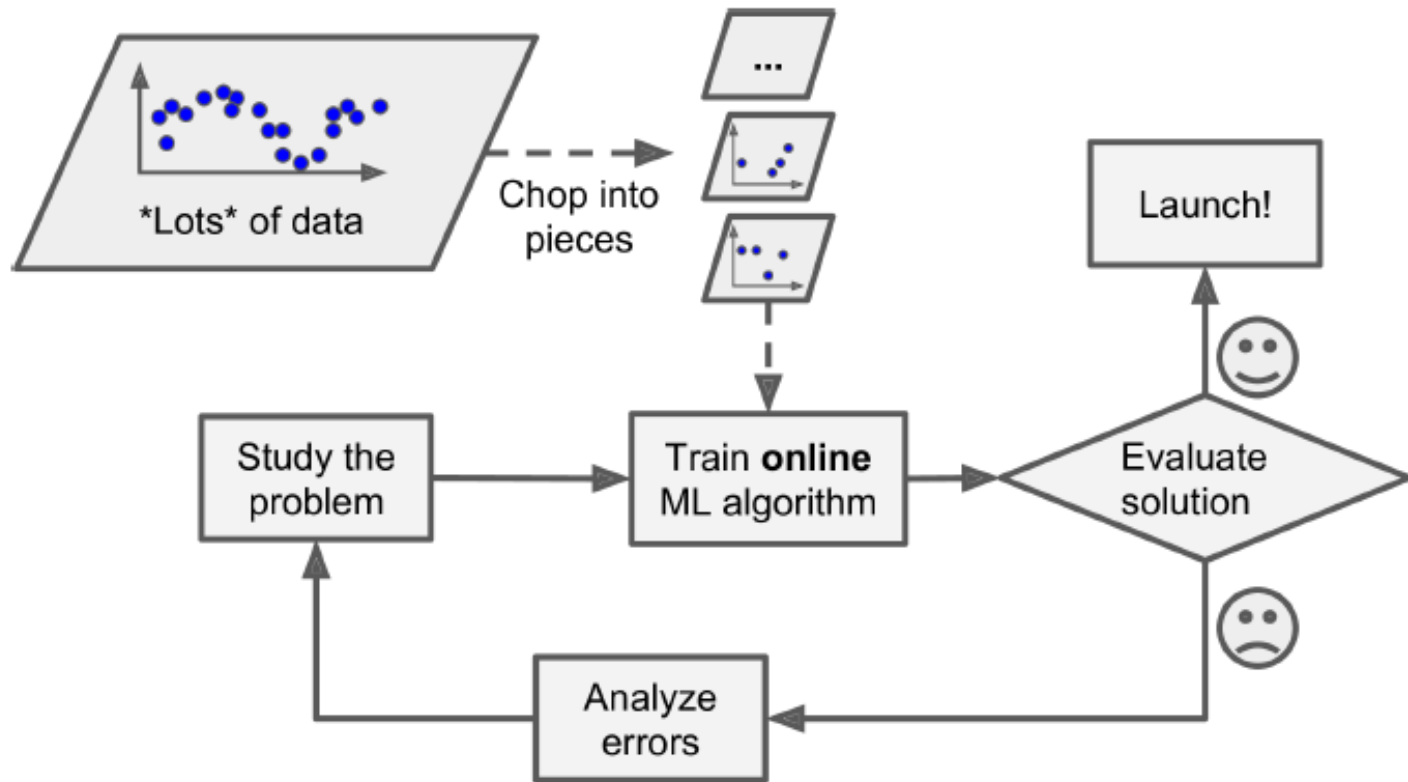 ...
*Lots* of data
Chop into
pieces
Launch!
Study the
problem
Train online
ML algorithm
Evaluate
solution
Analyze
errors